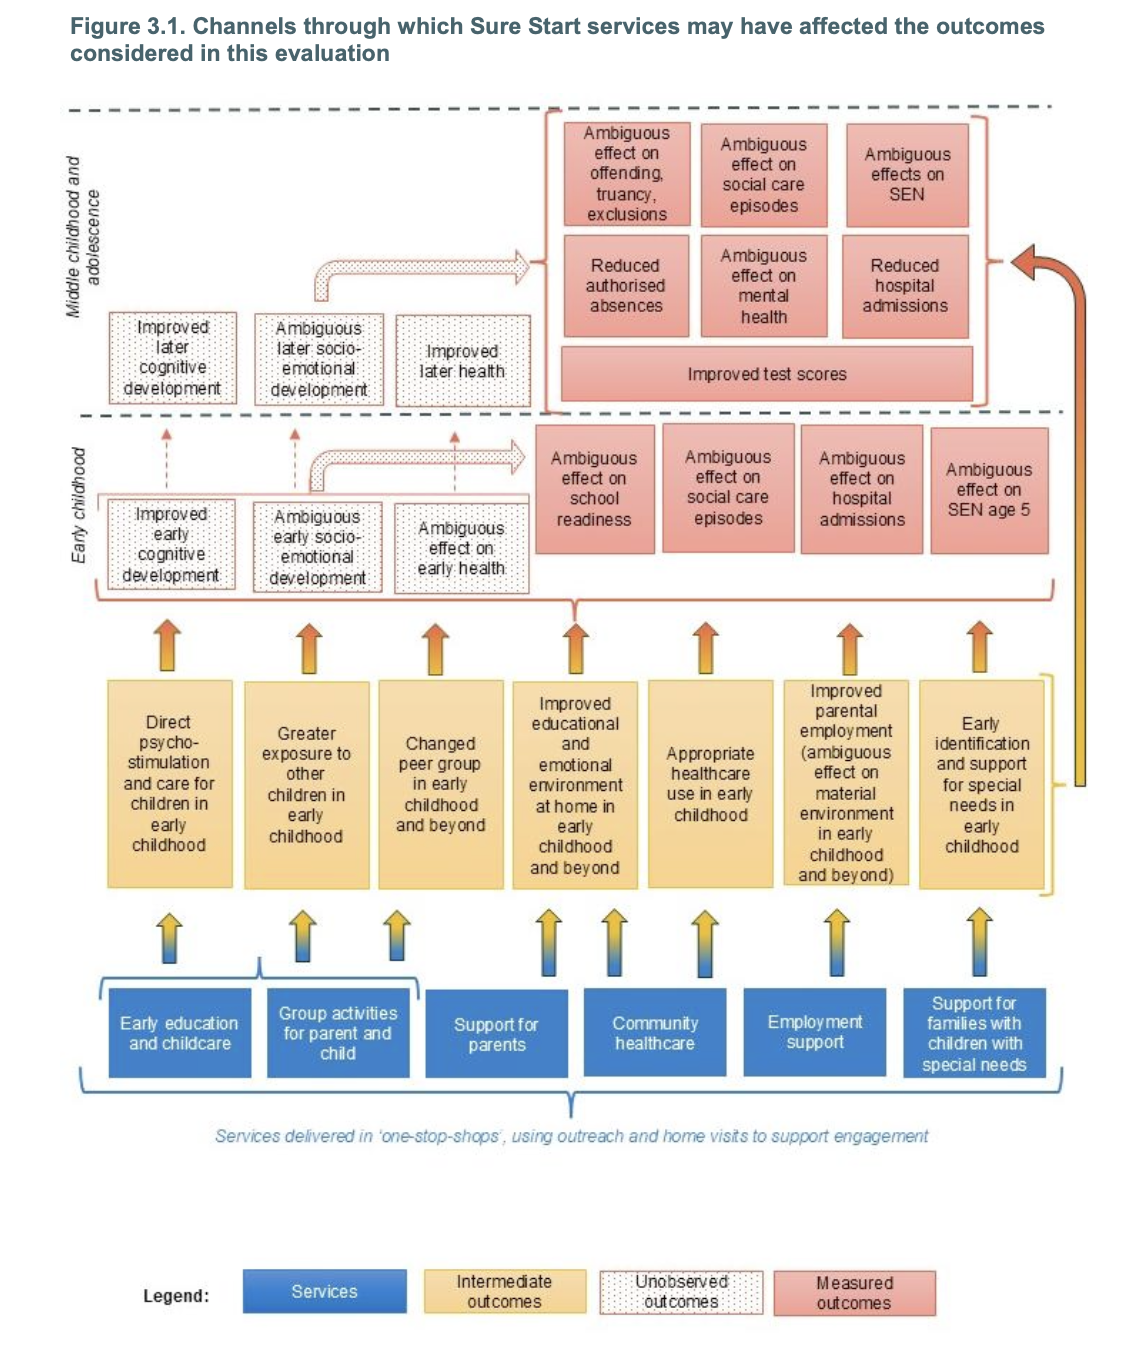 Figure 3.1. Channels through which Sure Start services may have affected the outcomes
considered in this evaluation
Middle childhood and
adolescence
Ambiguous
effect on
offending,
truancy,
exclusions
Ambiguous
effect on
social care
episodes
Ambiguous
effects on
SEN
Reduced
authorised
absences
Ambiguous
effect on
mental
health
Reduced
hospital
admissions
Improved
later
cognitive
development
Ambiguous
later socio-
emotional
development
Improved
later health
Improved test scores
Early childhood
Improved
early
cognitive
development
Ambiguous
early socio-
emotional
development
Ambiguous
effect on
early health
Ambiguous
effect on
school
readiness
Ambiguous
effect on
social care
episodes
Ambiguous
effect on
hospital
admissions
Ambiguous
effect on
SEN age 5
Direct
psycho-
stimulation
and care for
children in
early
childhood
Greater
exposure to
other
children in
early
childhood
Changed
peer group
in early
childhood
and beyond
Improved
educational
and
emotional
environment
at home in
early
childhood
and beyond
Appropriate
healthcare
use in early
childhood
Improved
parental
employment
(ambiguous
effect on
material
environment
in early
childhood
and beyond)
Early
identification
and support
for special
needs in
early
childhood
Early education
and childcare
Group activities
for parent and
child
Support for
parents
Community
healthcare
Employment
support
Support for
families with
children with
special needs
Services delivered in 'one-stop-shops', using outreach and home visits to support engagement
Legend:
Services
Intermediate
outcomes
Unobserved
outcomes
Measured
outcomes